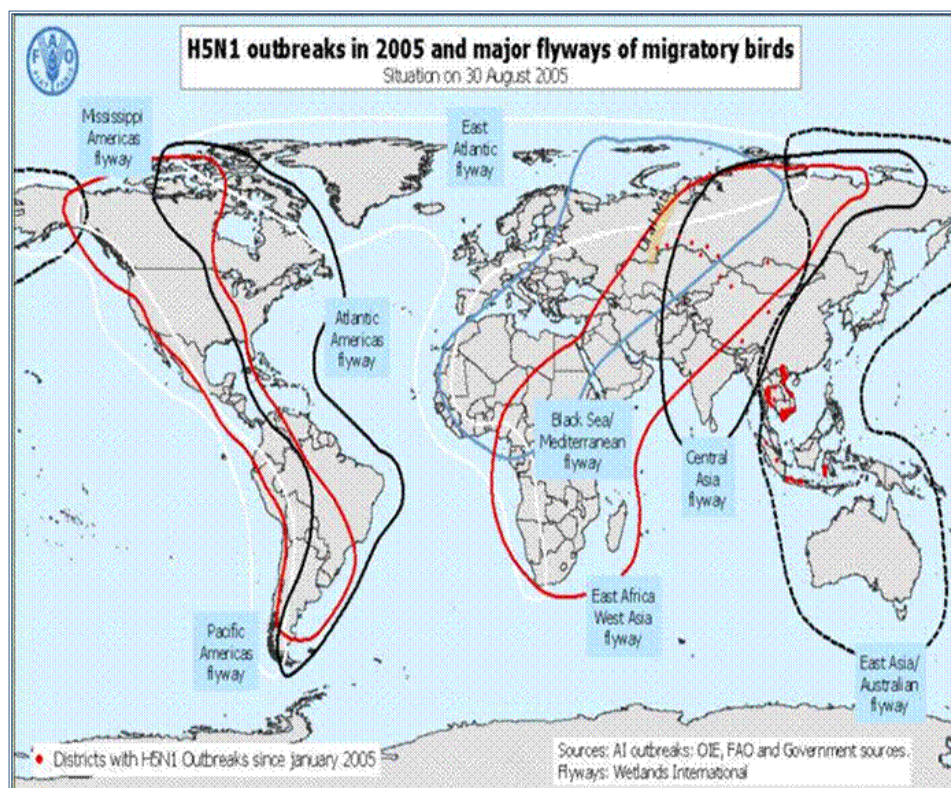 H5N1 outbreaks in 2005 and major flyways of migratory birds
Situation on 30 August 2005
F A O
Mississippi
Americas
flyway
East
Atlantic
flyway
Atlantic
Americas
flyway
Black Sea/
Mediterranean
flyway
Central
Asia
flyway
East Africa
West Asia
flyway
Pacific
Americas
flyway
East Asia/
Australian
flyway
Districts with H5N1 Outbreaks since january 2005
Sources: AI outbreaks: OIE, FAO and Government sources.
Flyways: Wetlands International